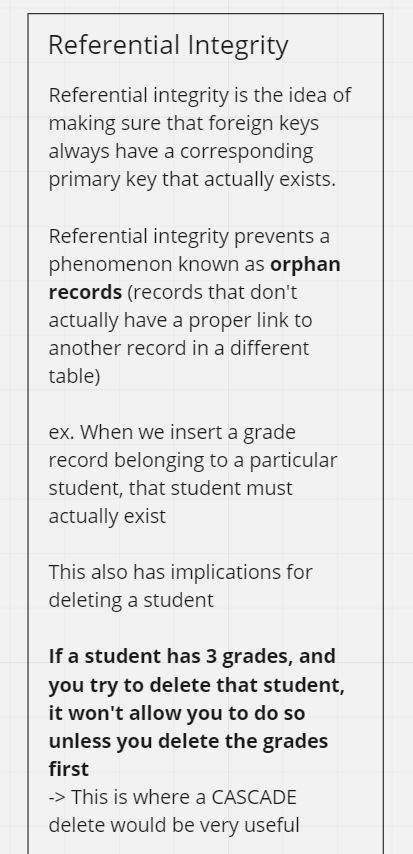 Referential Integrity
Referential integrity is the idea of
making sure that foreign keys
always have a corresponding
primary key that actually exists.
Referential integrity prevents a
phenomenon known as orphan
records (records that don't
actually have a proper link to
another record in a different
table)
ex. When we insert a grade
record belonging to a particular
student, that student must
actually exist
This also has implications for
deleting a student
If a student has 3 grades, and
you try to delete that student,
it won't allow you to do so
unless you delete the grades
first
-> This is where a CASCADE
delete would be very useful